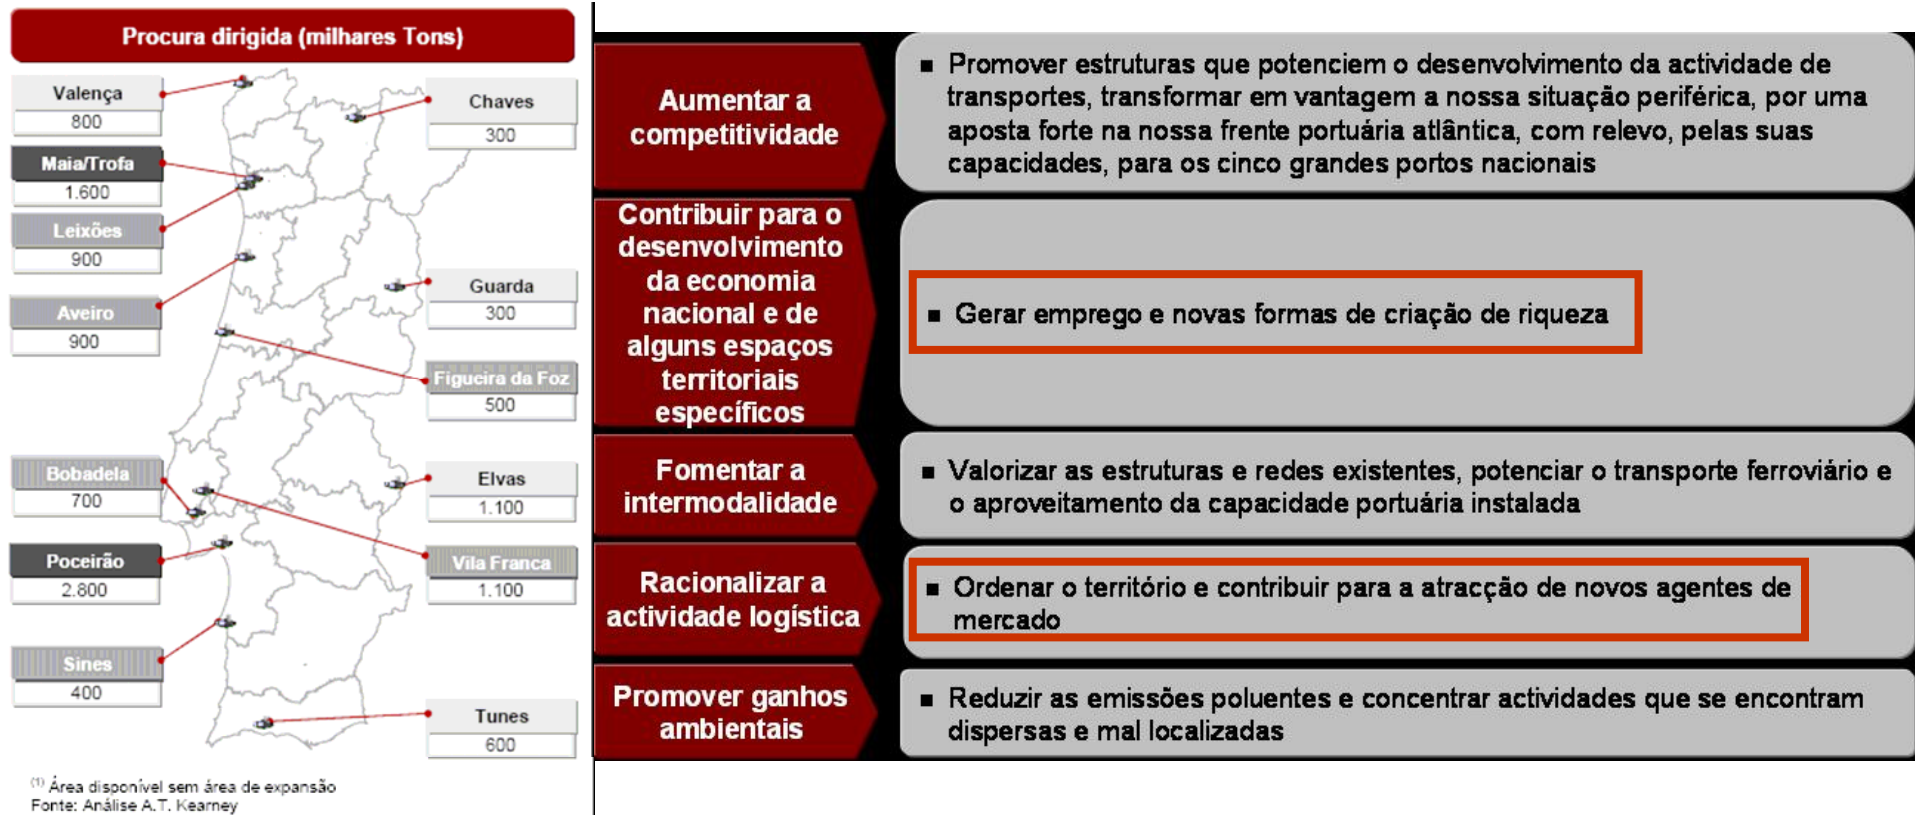 Procura dirigida (milhares Tons)
Valença
800
Chaves
300
Maia/Trofa
1.600
Leixões
900
Aveiro
900
Guarda
300
Figueira da Foz
500
Bobadela
700
Elvas
1.100
Poceirão
2.800
Vila Franca
1.100
Sines
400
Tunes
600
(1) Área disponível sem área de expansão
Fonte: Análise A.T. Kearney
Aumentar a
competitividade
▪ Promover estruturas que potenciem o desenvolvimento da actividade de
transportes, transformar em vantagem a nossa situação periférica, por uma
aposta forte na nossa frente portuária atlântica, com relevo, pelas suas
capacidades, para os cinco grandes portos nacionais
Contribuir para o
desenvolvimento
da economia
nacional e de
alguns espaços
territoriais
específicos
▪ Gerar emprego e novas formas de criação de riqueza
Fomentar a
intermodalidade
▪ Valorizar as estruturas e redes existentes, potenciar o transporte ferroviário e
o aproveitamento da capacidade portuária instalada
Racionalizar a
actividade logística
▪ Ordenar o território e contribuir para a atracção de novos agentes de
mercado
Promover ganhos
ambientais
▪ Reduzir as emissões poluentes e concentrar actividades que se encontram
dispersas e mal localizadas